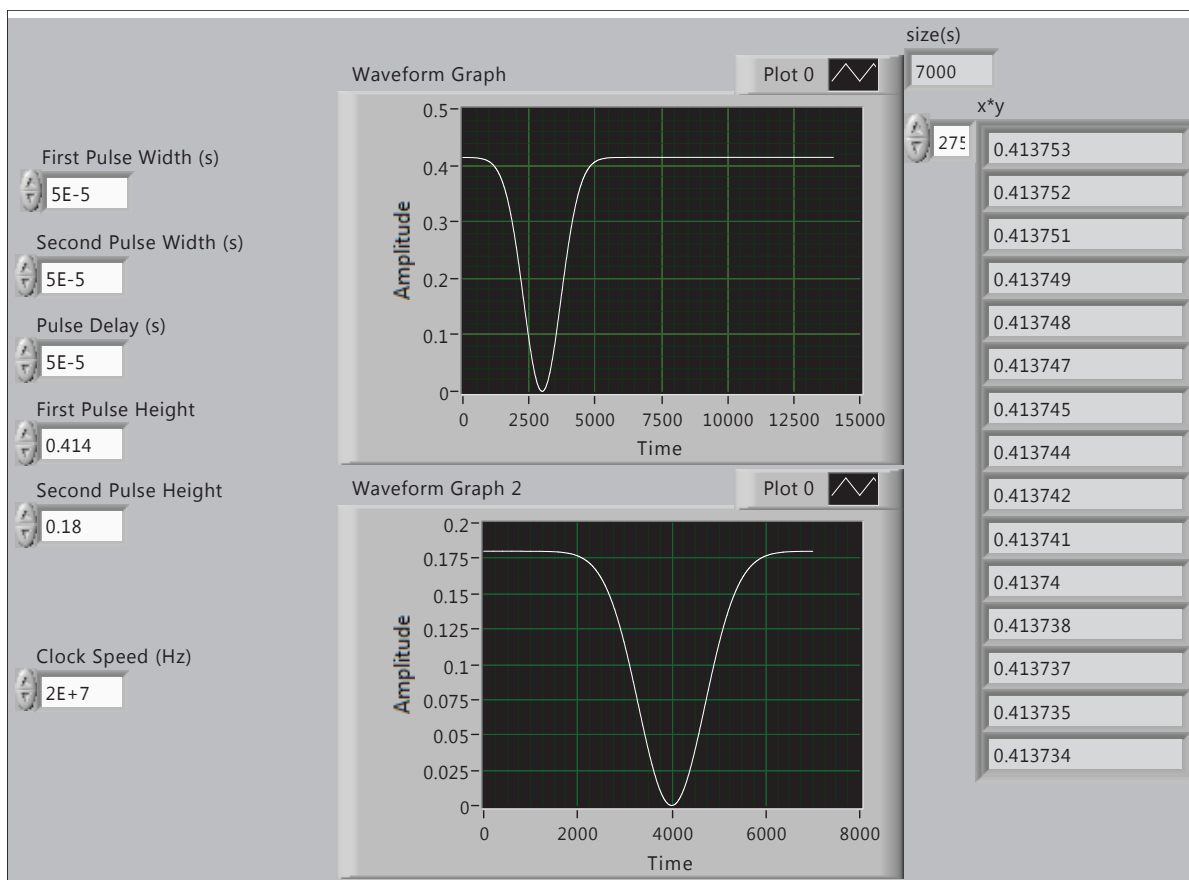 First Pulse Width (s)
5E-5
Second Pulse Width (s)
5E-5
Pulse Delay (s)
5E-5
First Pulse Height
0.414
Second Pulse Height
0.18
Clock Speed (Hz)
2E+7
Waveform Graph
Plot 0
0.5
0.4
0.3
0.2
0.1
0
Amplitude
0 2500 5000 7500 10000 12500 15000
Time
Waveform Graph 2
Plot 0
0.2
0.175
0.15
0.125
0.1
0.075
0.05
0.025
0
Amplitude
0 2000 4000 6000 8000
Time
size(s)
7000
x*y
0.413753
0.413752
0.413751
0.413749
0.413748
0.413747
0.413745
0.413744
0.413742
0.413741
0.41374
0.413738
0.413737
0.413735
0.413734